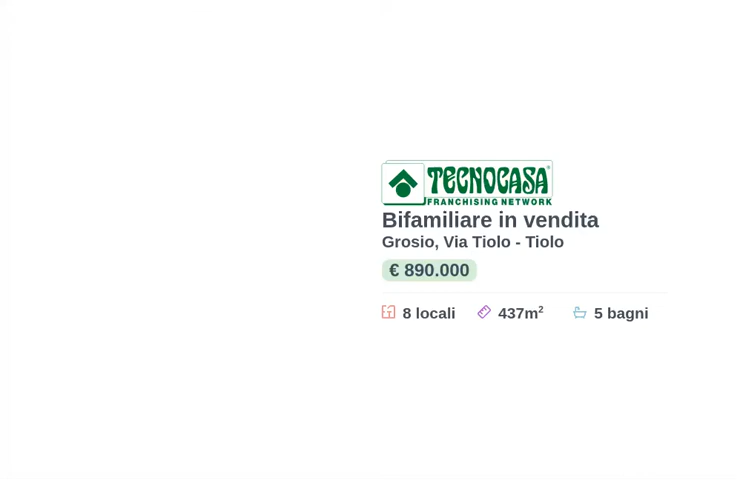 TECNOCASA
FRANCHISING NETWORK
Bifamiliare in vendita
Grosio, Via Tiolo - Tiolo
€ 890.000
8 locali 437m² 5 bagni